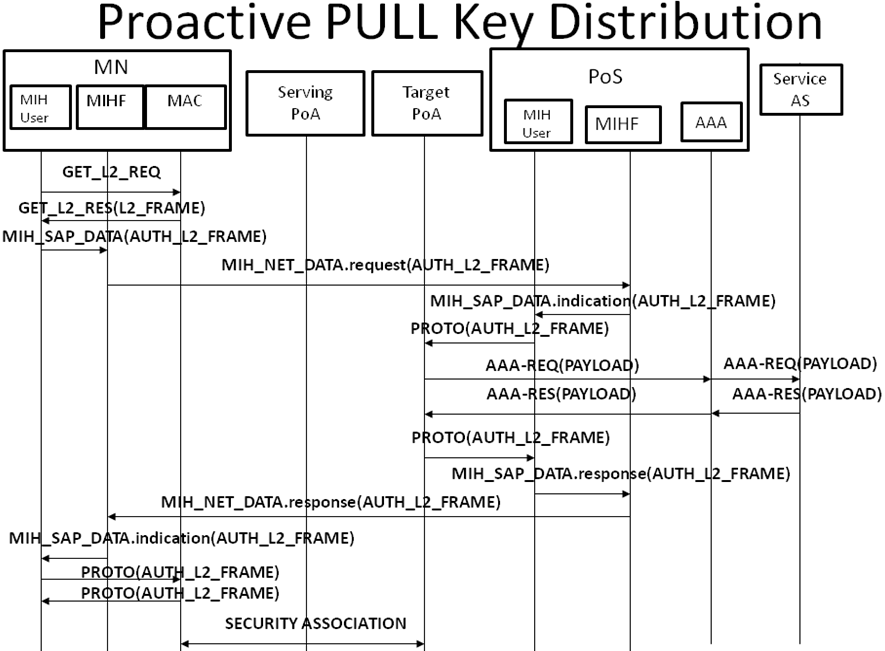 Proactive PULL Key Distribution
MN
MIH
User
MIHF
MAC
Serving
PoA
Target
PoA
PoS
MIH
User
MIHF
AAA
Service
AS
GET_L2_REQ
GET_L2_RES(L2_FRAME)
MIH_SAP_DATA(AUTH_L2_FRAME)
MIH_NET_DATA.request(AUTH_L2_FRAME)
MIH_SAP_DATA.indication(AUTH_L2_FRAME)
PROTO(AUTH_L2_FRAME)
AAA-REQ(PAYLOAD)
AAA-REQ(PAYLOAD)
AAA-RES(PAYLOAD)
AAA-RES(PAYLOAD)
PROTO(AUTH_L2_FRAME)
MIH_SAP_DATA.response(AUTH_L2_FRAME)
MIH_NET_DATA.response(AUTH_L2_FRAME)
MIH_SAP_DATA.indication(AUTH_L2_FRAME)
PROTO(AUTH_L2_FRAME)
PROTO(AUTH_L2_FRAME)
SECURITY ASSOCIATION